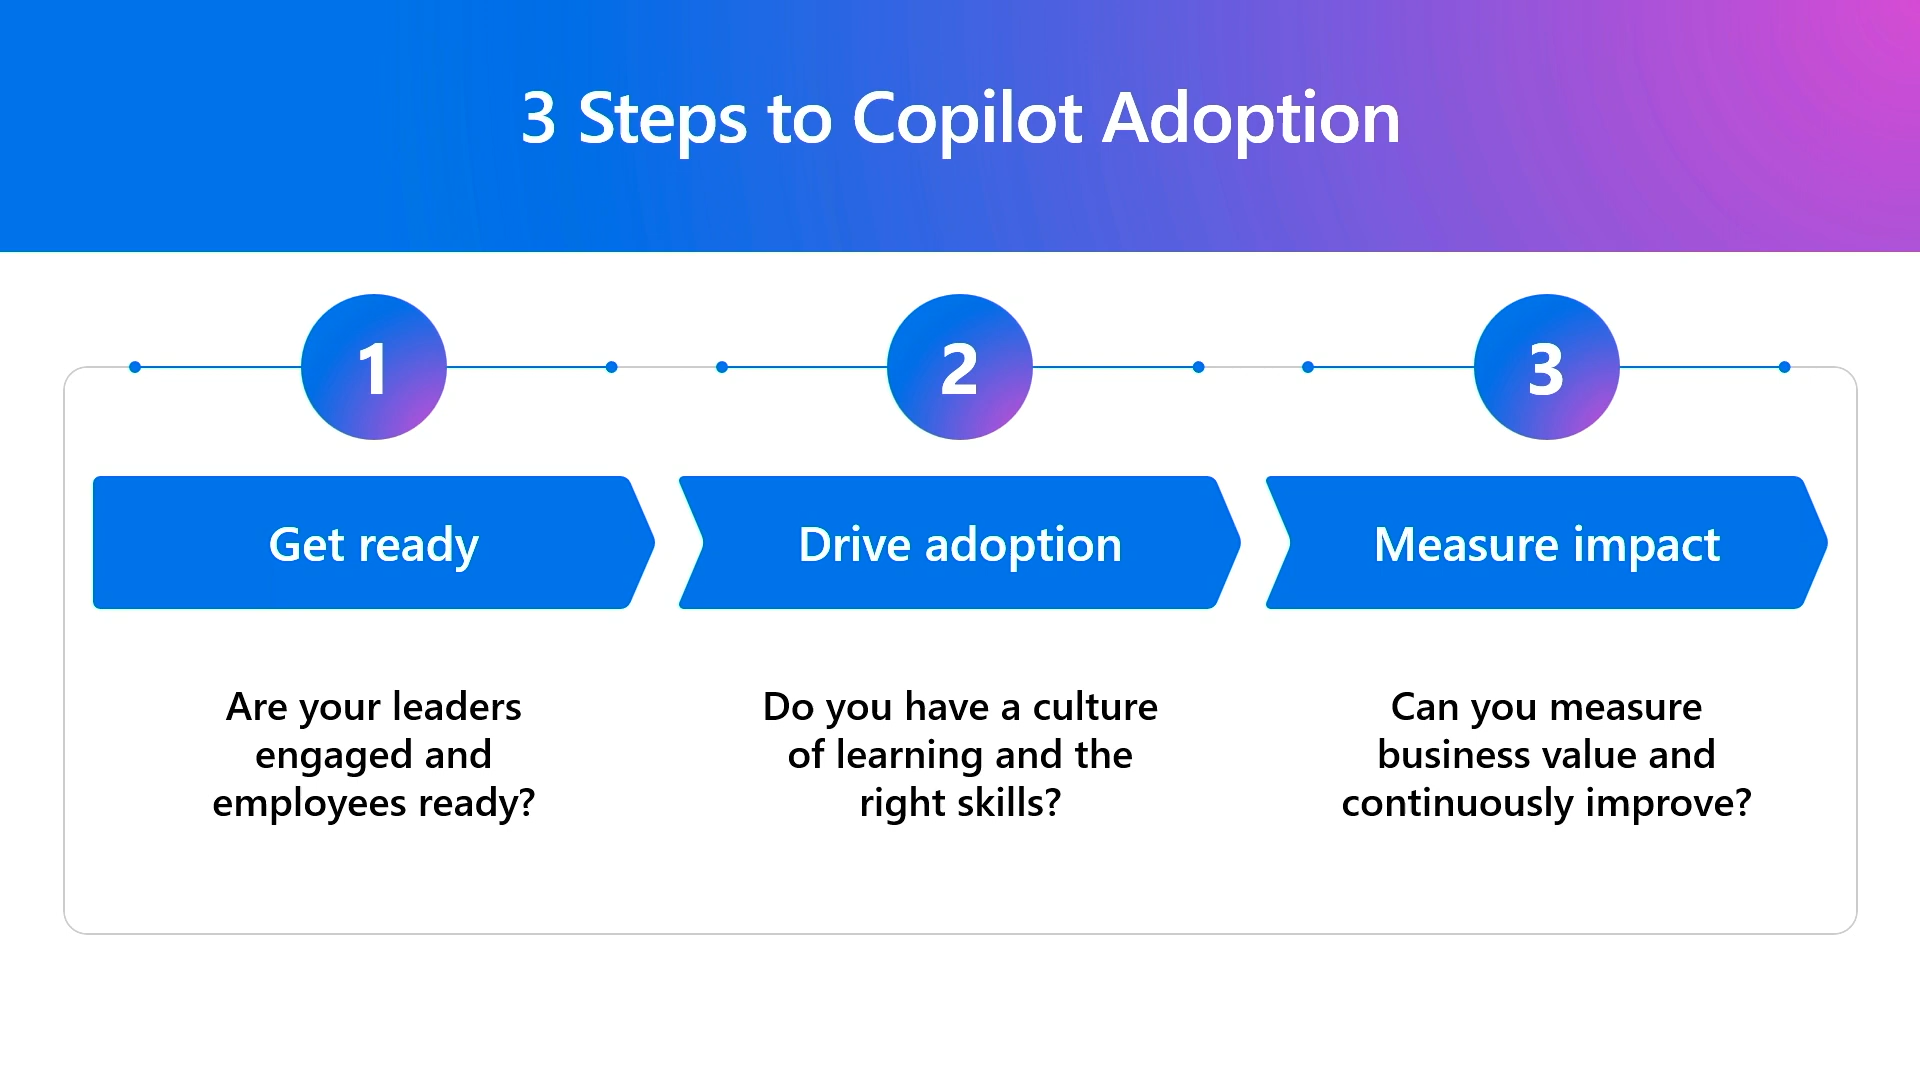 3 Steps to Copilot Adoption
1
2
3
Get ready
Drive adoption
Measure impact
Are your leaders
engaged and
employees ready?
Do you have a culture
of learning and the
right skills?
Can you measure
business value and
continuously improve?